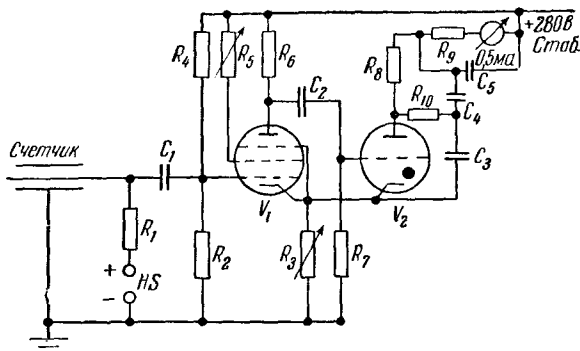 +280В
Стаб.
R₄
R₅
R₆
R₈
R₉
0,5ма
C₅
C₂
R₁₀
C₄
Счетчик
C₁
C₃
V₁
V₂
R₁
+
HS
−
R₂
R₃
R₇